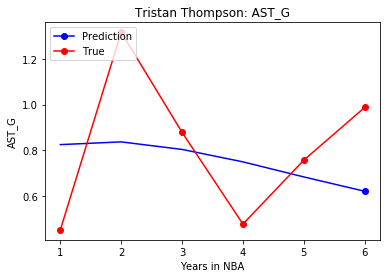 Tristan Thompson: AST_G
Prediction
True
AST_G
1.2
1.0
0.8
0.6
1 2 3 4 5 6
Years in NBA